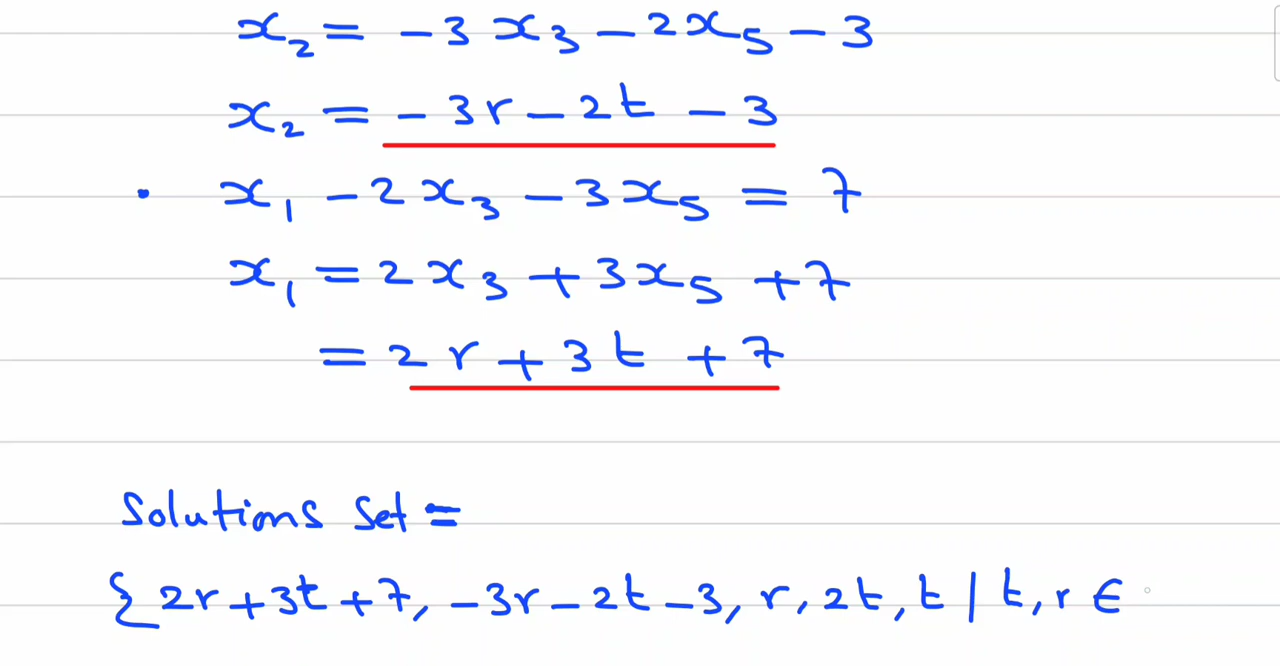 x₂ = -3x₃ - 2x₅ - 3
x₂ = -3r - 2t - 3
• x₁ - 2x₃ - 3x₅ = 7
x₁ = 2x₃ + 3x₅ + 7
= 2r + 3t + 7
Solutions Set =
{ 2r + 3t + 7, -3r - 2t - 3, r, 2t, t | t, r ∈